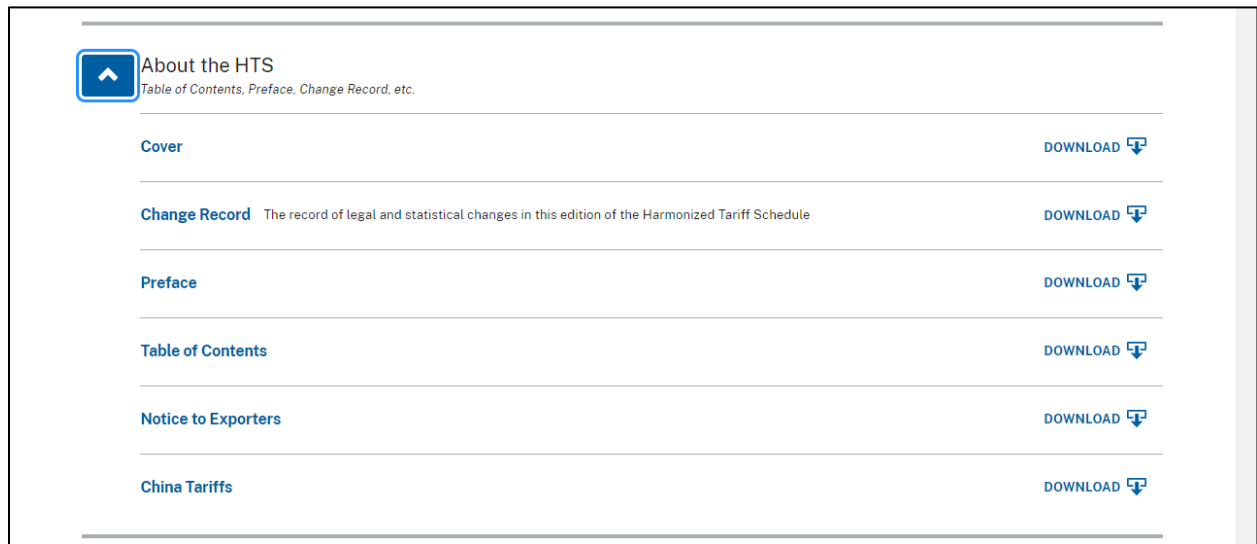 About the HTS
Table of Contents, Preface, Change Record, etc.
Cover DOWNLOAD
Change Record The record of legal and statistical changes in this edition of the Harmonized Tariff Schedule DOWNLOAD
Preface DOWNLOAD
Table of Contents DOWNLOAD
Notice to Exporters DOWNLOAD
China Tariffs DOWNLOAD